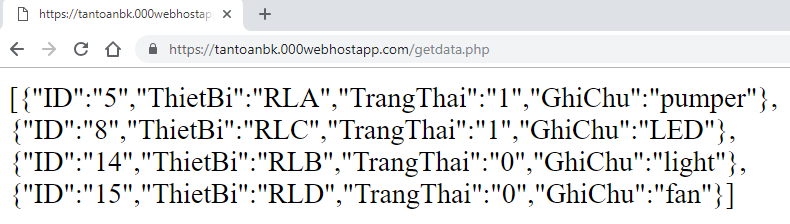 https://tantoanbk.000webhostap
https://tantoanbk.000webhostapp.com/getdata.php
[{"ID":"5","ThietBi":"RLA","TrangThai":"1","GhiChu":"pumper"},
{"ID":"8","ThietBi":"RLC","TrangThai":"1","GhiChu":"LED"},
{"ID":"14","ThietBi":"RLB","TrangThai":"0","GhiChu":"light"},
{"ID":"15","ThietBi":"RLD","TrangThai":"0","GhiChu":"fan"}]